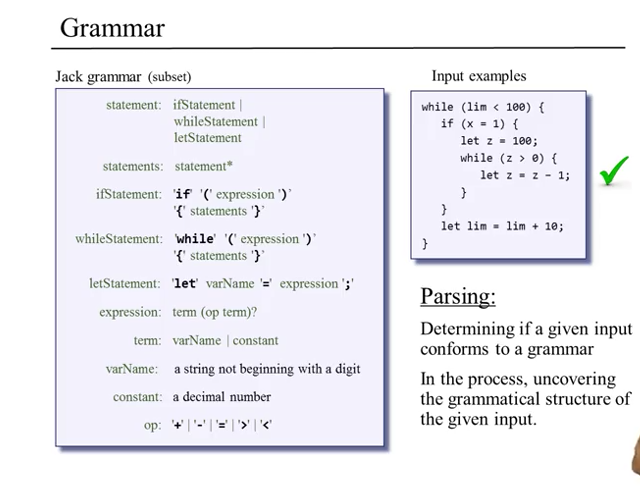 Grammar
Jack grammar (subset)
statement: ifStatement |
whileStatement |
letStatement
statements: statement*
ifStatement: 'if' '(' expression ')'
'{' statements '}'
whileStatement: 'while' '(' expression ')'
'{' statements '}'
letStatement: 'let' varName '=' expression ';'
expression: term (op term)?
term: varName | constant
varName: a string not beginning with a digit
constant: a decimal number
op: '+' | '-' | '=' | '>' | '<'
Input examples
while (lim < 100) {
if (x = 1) {
let z = 100;
while (z > 0) {
let z = z - 1;
}
}
let lim = lim + 10;
}
Parsing:
Determining if a given input
conforms to a grammar
In the process, uncovering
the grammatical structure of
the given input.